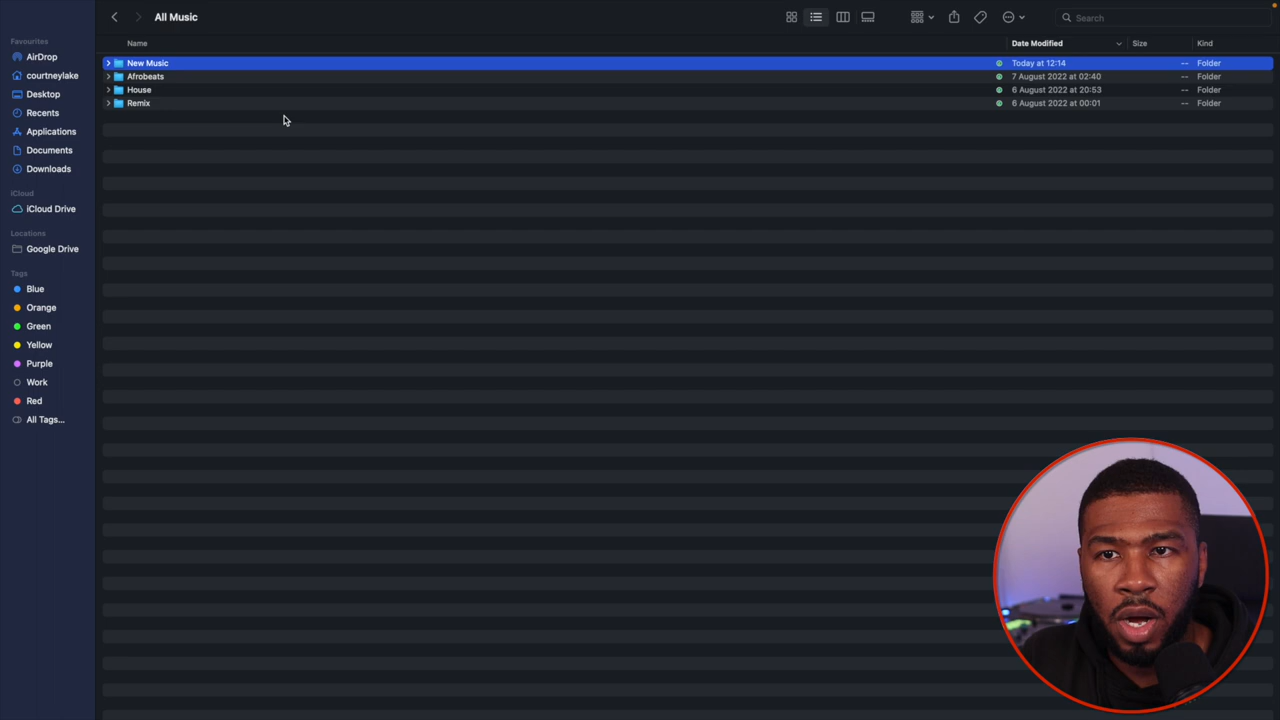 All Music
Search
Favourites
AirDrop
courtneylake
Desktop
Recents
Applications
Documents
Downloads
iCloud
iCloud Drive
Locations
Google Drive
Tags
Blue
Orange
Green
Yellow
Purple
Work
Red
All Tags...
Name Date Modified Size Kind
New Music Today at 12:14 -- Folder
Afrobeats 7 August 2022 at 02:40 -- Folder
House 6 August 2022 at 20:53 -- Folder
Remix 6 August 2022 at 00:01 -- Folder